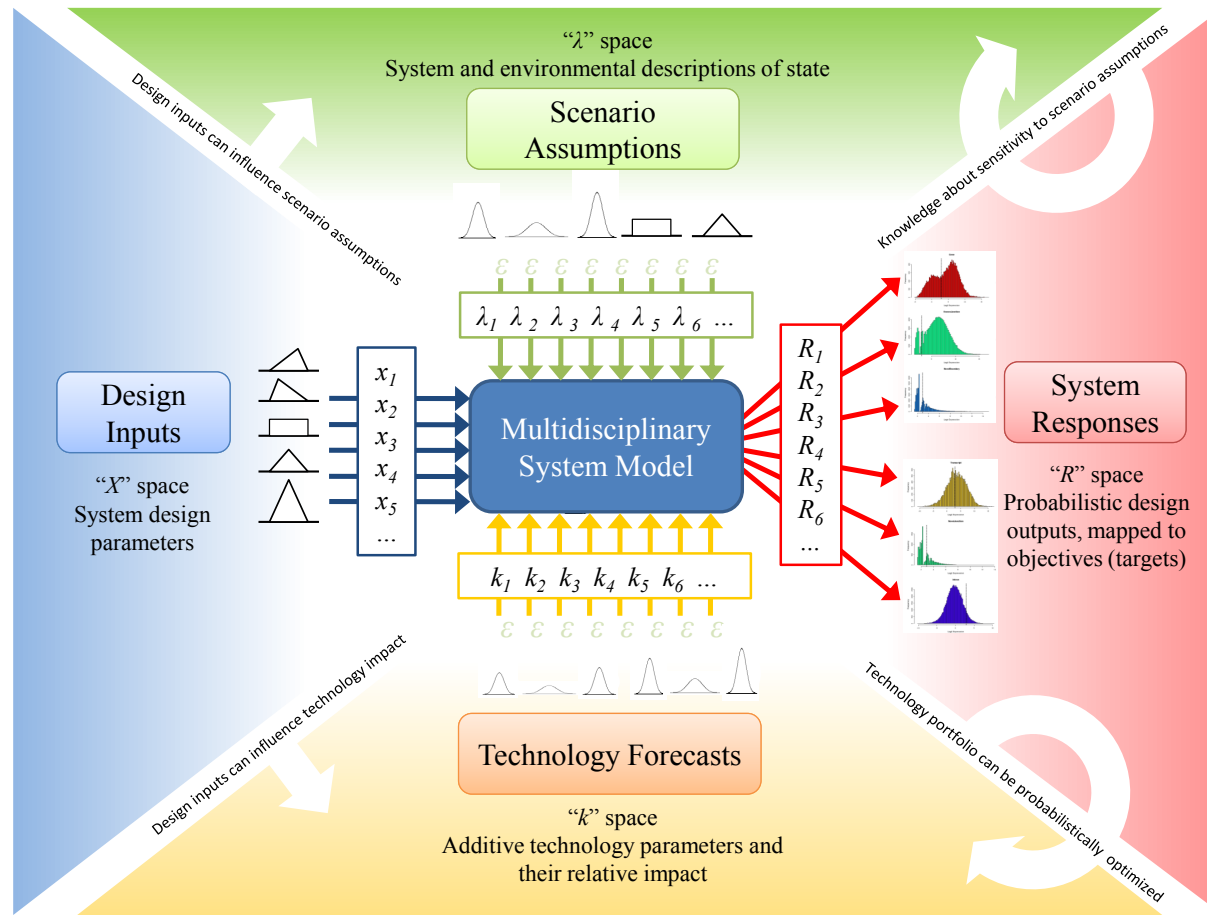 “λ” space
System and environmental descriptions of state
Scenario
Assumptions
Design inputs can influence scenario assumptions
Knowledge about sensitivity to scenario assumptions
ε ε ε ε ε ε ε ε
λ1 λ2 λ3 λ4 λ5 λ6 ...
Design
Inputs
“X” space
System design
parameters
x1
x2
x3
x4
x5
...
Multidisciplinary
System Model
R1
R2
R3
R4
R5
R6
...
System
Responses
“R” space
Probabilistic design
outputs, mapped to
objectives (targets)
k1 k2 k3 k4 k5 k6 ...
ε ε ε ε ε ε ε ε
Technology Forecasts
“k” space
Additive technology parameters and
their relative impact
Design inputs can influence technology impact
Technology portfolio can be probabilistically optimized